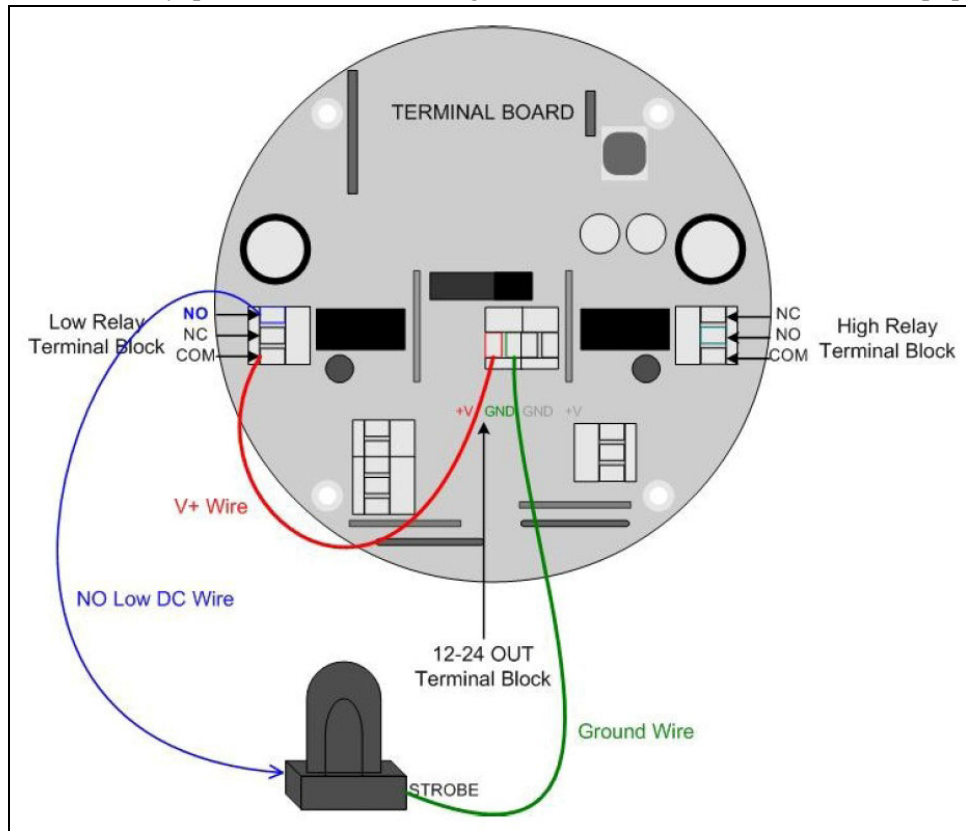 TERMINAL BOARD
Low Relay
Terminal Block
NO
NC
COM
NC
NO
COM
High Relay
Terminal Block
+V GND GND +V
V+ Wire
NO Low DC Wire
12-24 OUT
Terminal Block
Ground Wire
STROBE